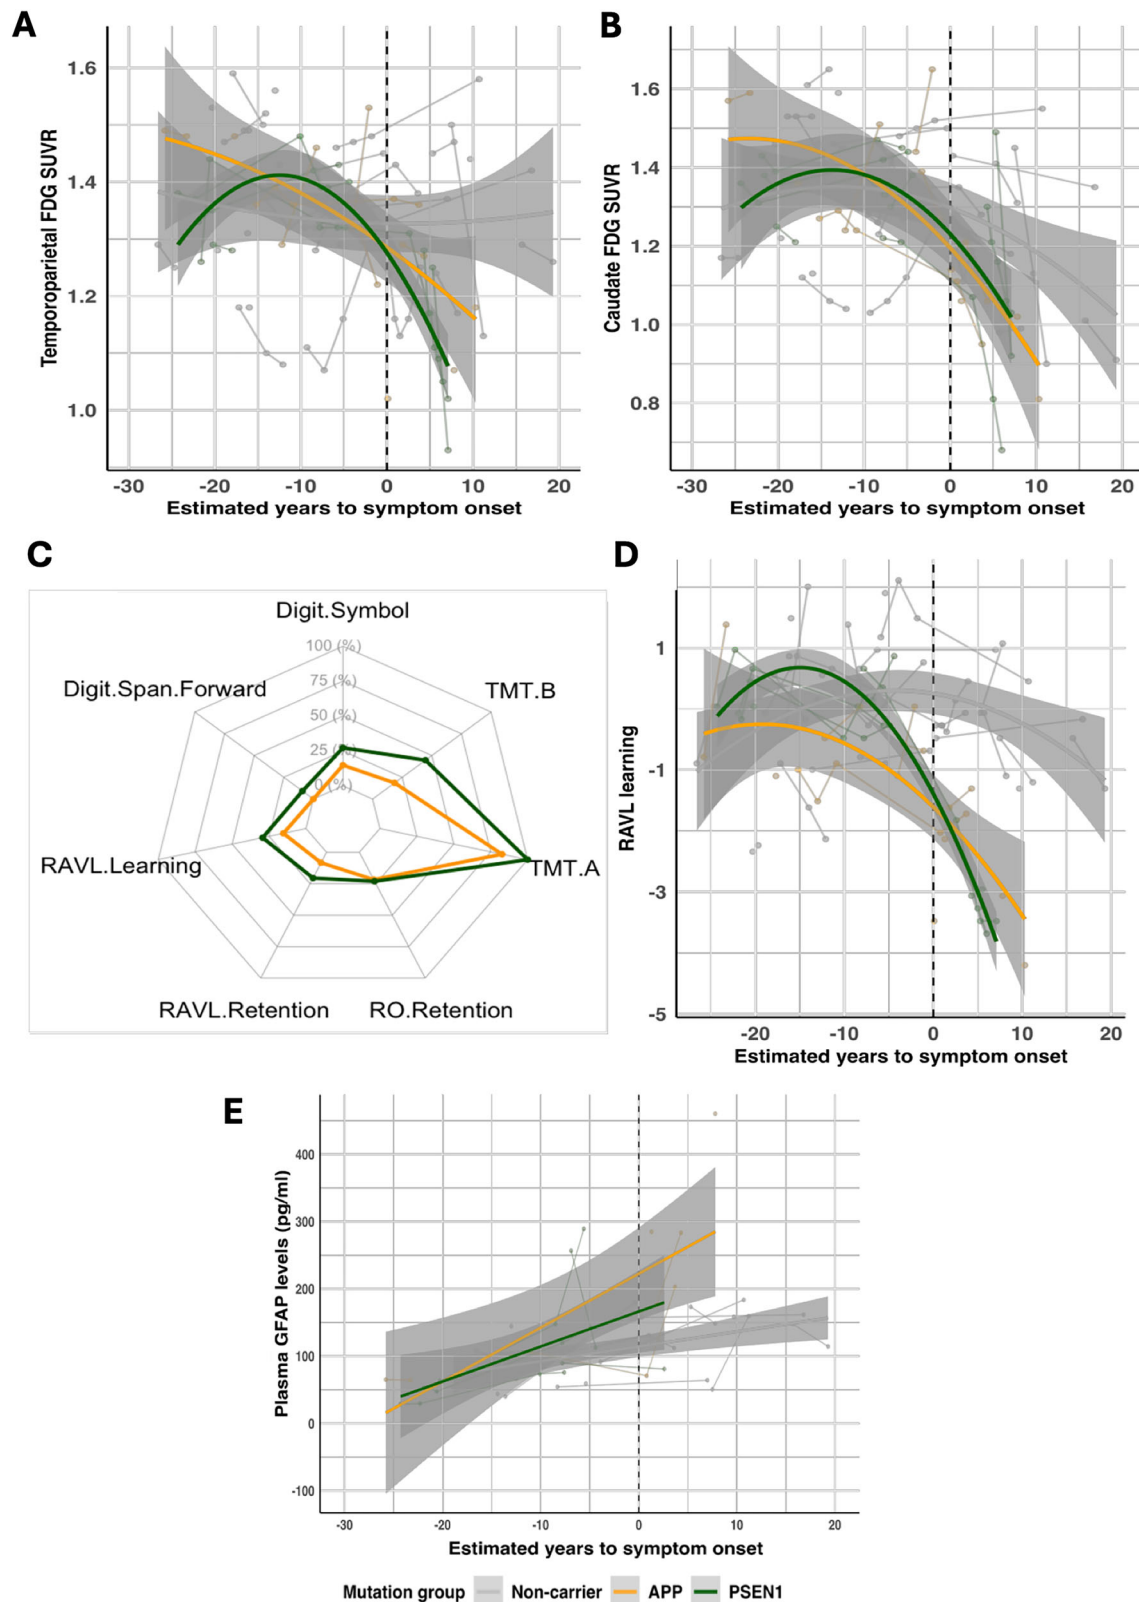 A
Temporoparietal FDG SUVR
1.6
1.4
1.2
1.0
-30 -20 -10 0 10 20
Estimated years to symptom onset
B
Caudate FDG SUVR
1.6
1.4
1.2
1.0
0.8
-30 -20 -10 0 10 20
Estimated years to symptom onset
C
Digit.Symbol
100 (%)
75 (%)
50 (%)
25 (%)
0 (%)
Digit.Span.Forward
TMT.B
RAVL.Learning
TMT.A
RAVL.Retention
RO.Retention
D
RAVL learning
1
-1
-3
-5
-20 -10 0 10 20
Estimated years to symptom onset
E
Plasma GFAP levels (pg/ml)
400
300
200
100
0
-100
-30 -20 -10 0 10 20
Estimated years to symptom onset
Mutation group Non-carrier APP PSEN1